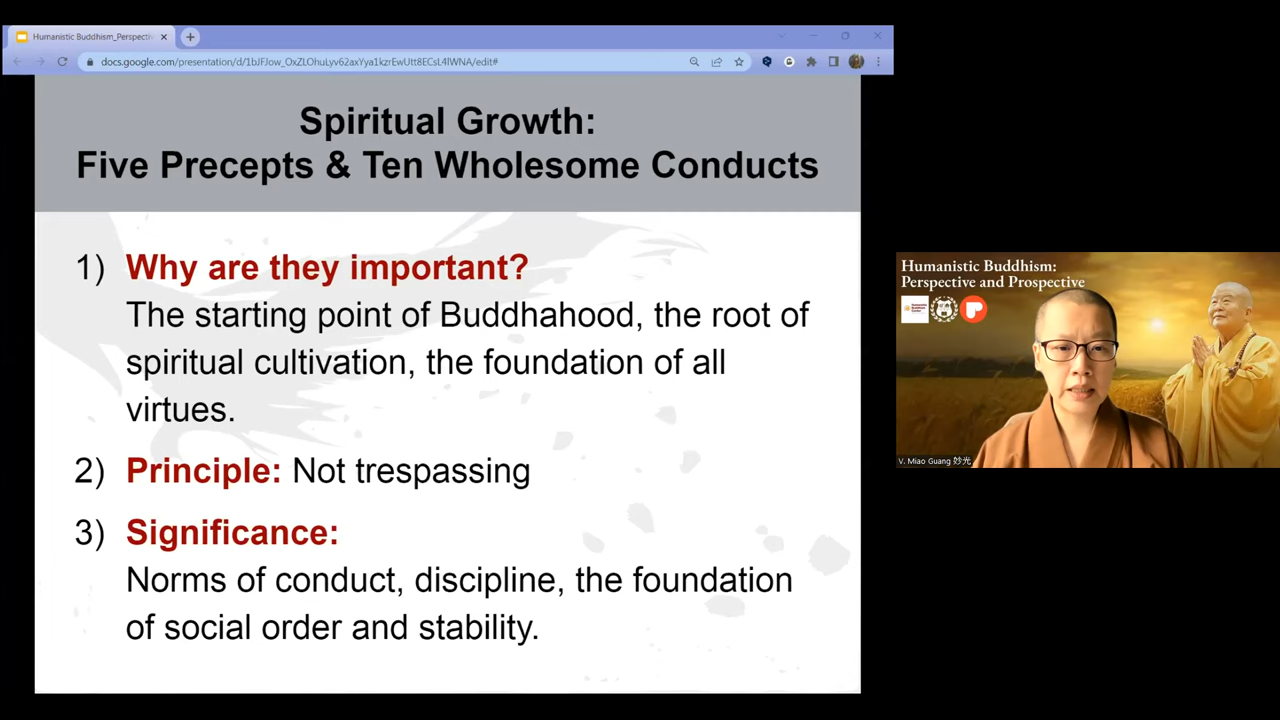 Humanistic Buddhism_Perspectiv
docs.google.com/presentation/d/1bJFJow_OxZLOhuLyv62axYya1kzrEwUtt8ECsL4lWNA/edit#
Spiritual Growth:
Five Precepts & Ten Wholesome Conducts
1) Why are they important?
The starting point of Buddhahood, the root of
spiritual cultivation, the foundation of all
virtues.
2) Principle: Not trespassing
3) Significance:
Norms of conduct, discipline, the foundation
of social order and stability.
Humanistic Buddhism:
Perspective and Prospective
V. Miao Guang 妙光